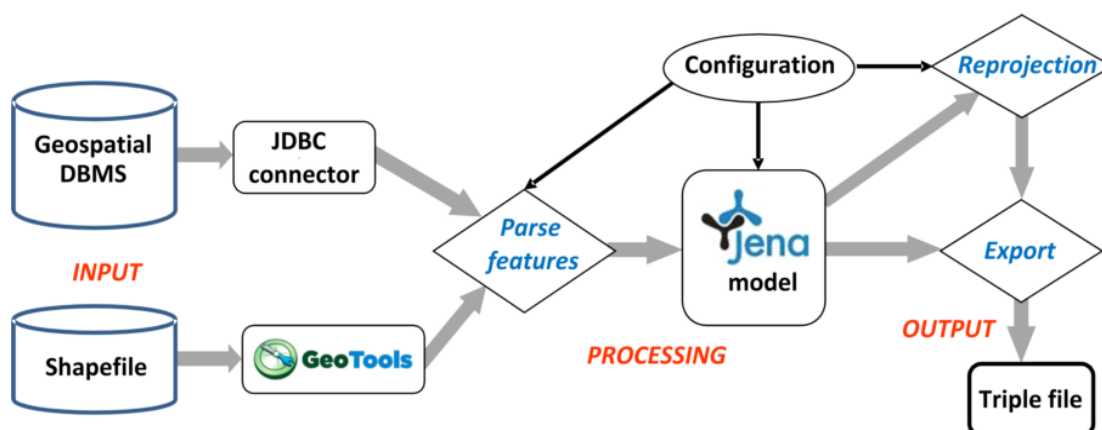 Configuration
Reprojection
Geospatial
DBMS
JDBC
connector
Parse
features
Jena
model
Export
INPUT
Shapefile
GeoTools
PROCESSING
OUTPUT
Triple file